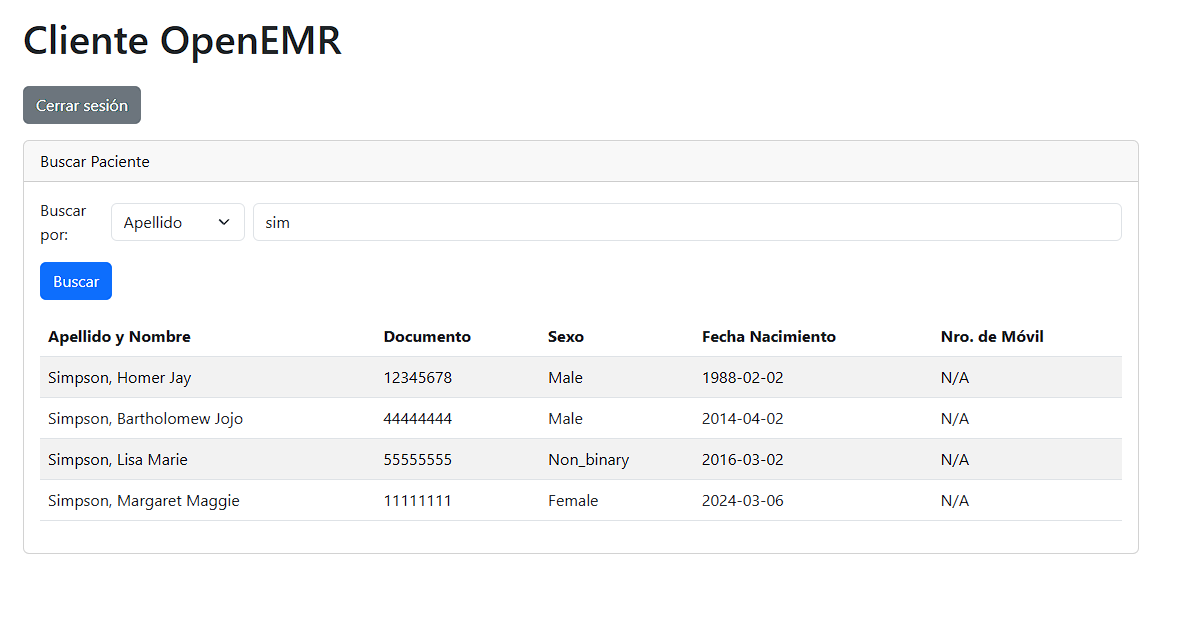 Cliente OpenEMR
Cerrar sesión
Buscar Paciente
Buscar por:
Apellido
sim
Buscar
Apellido y Nombre Documento Sexo Fecha Nacimiento Nro. de Móvil
Simpson, Homer Jay 12345678 Male 1988-02-02 N/A
Simpson, Bartholomew Jojo 44444444 Male 2014-04-02 N/A
Simpson, Lisa Marie 55555555 Non_binary 2016-03-02 N/A
Simpson, Margaret Maggie 11111111 Female 2024-03-06 N/A